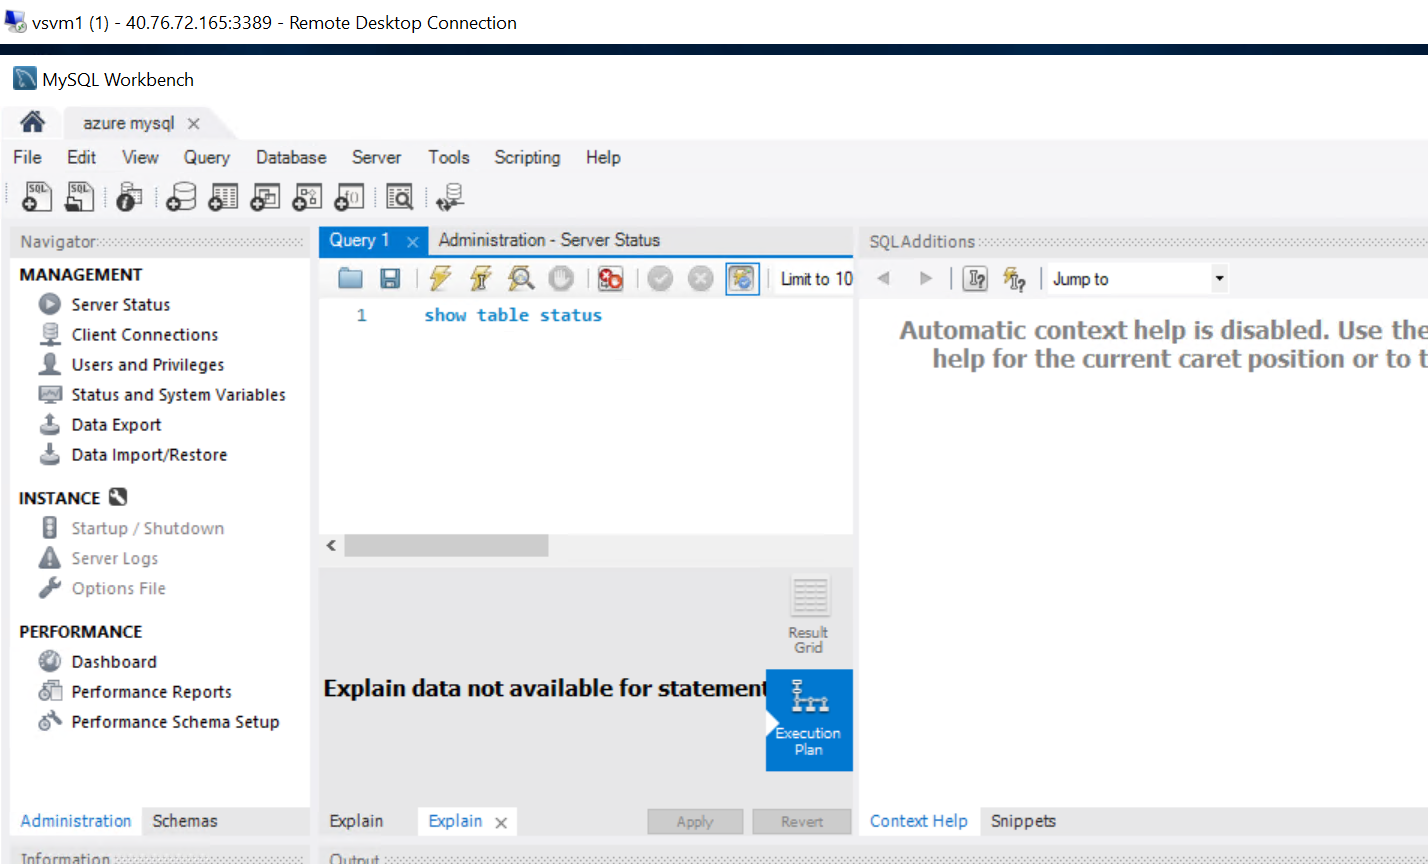 vsvm1 (1) - 40.76.72.165:3389 - Remote Desktop Connection
MySQL Workbench
azure mysql
File Edit View Query Database Server Tools Scripting Help
SQL SQL
Navigator
MANAGEMENT
Server Status
Client Connections
Users and Privileges
Status and System Variables
Data Export
Data Import/Restore
INSTANCE
Startup / Shutdown
Server Logs
Options File
PERFORMANCE
Dashboard
Performance Reports
Performance Schema Setup
Administration Schemas
Information
Query 1 Administration - Server Status
Limit to 10
1 show table status
Result
Grid
Explain data not available for statement
Execution
Plan
Explain Explain Apply Revert
Output
SQLAdditions
Jump to
Automatic context help is disabled. Use the
help for the current caret position or to t
Context Help Snippets